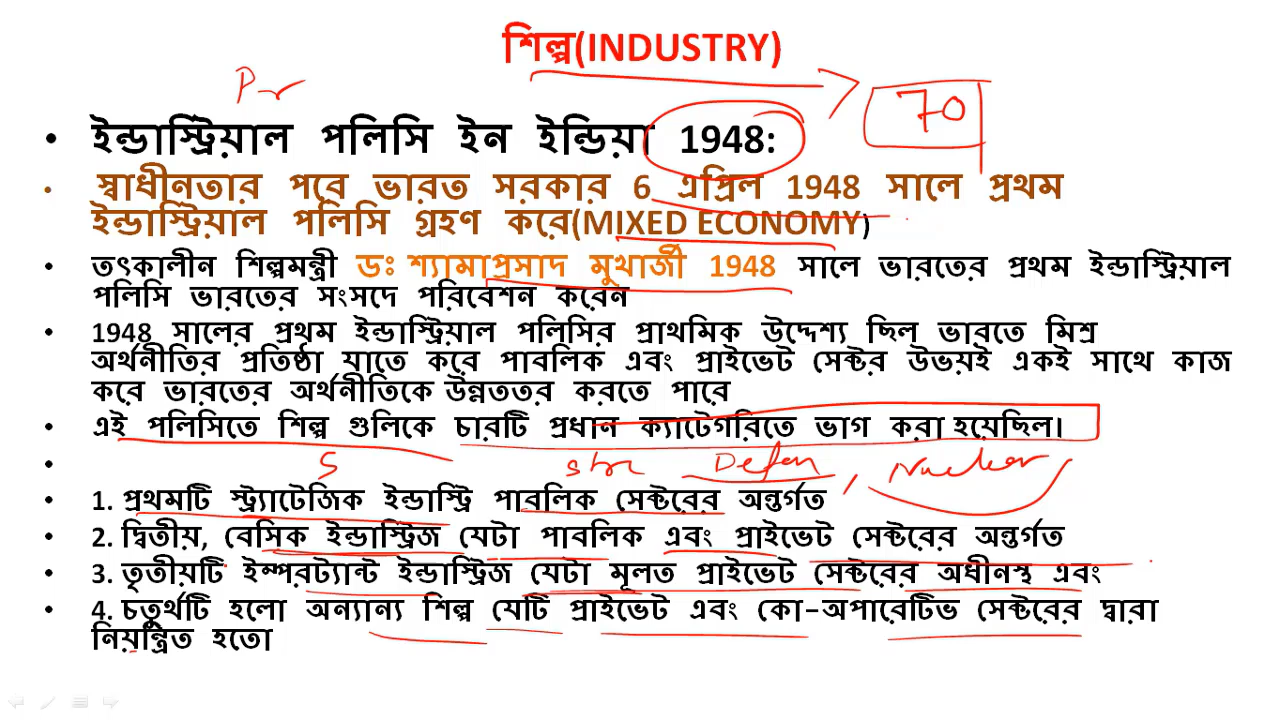 শিল্প(INDUSTRY)
70
ইন্ডাস্ট্রিয়াল পলিসি ইন ইন্ডিয়া 1948:
স্বাধীনতার পরে ভারত সরকার 6 এপ্রিল 1948 সালে প্রথম
ইন্ডাস্ট্রিয়াল পলিসি গ্রহণ করে(MIXED ECONOMY)
তৎকালীন শিল্পমন্ত্রী ডঃ শ্যামাপ্রসাদ মুখার্জী 1948 সালে ভারতের প্রথম ইন্ডাস্ট্রিয়াল
পলিসি ভারতের সংসদে পরিবেশন করেন
1948 সালের প্রথম ইন্ডাস্ট্রিয়াল পলিসির প্রাথমিক উদ্দেশ্য ছিল ভারতে মিশ্র
অর্থনীতির প্রতিষ্ঠা যাতে করে পাবলিক এবং প্রাইভেট সেক্টর উভয়ই একই সাথে কাজ
করে ভারতের অর্থনীতিকে উন্নততর করতে পারে
এই পলিসিতে শিল্প গুলিকে চারটি প্রধান ক্যাটেগরিতে ভাগ করা হয়েছিল।
1. প্রথমটি স্ট্র্যাটেজিক ইন্ডাস্ট্রি পাবলিক সেক্টরের অন্তর্গত
2. দ্বিতীয়, বেসিক ইন্ডাস্ট্রিজ যেটা পাবলিক এবং প্রাইভেট সেক্টরের অন্তর্গত
3. তৃতীয়টি ইম্পরট্যান্ট ইন্ডাস্ট্রিজ যেটা মূলত প্রাইভেট সেক্টরের অধীনস্থ এবং
4. চতুর্থটি হলো অন্যান্য শিল্প যেটি প্রাইভেট এবং কো-অপারেটিভ সেক্টরের দ্বারা
নিয়ন্ত্রিত হতো